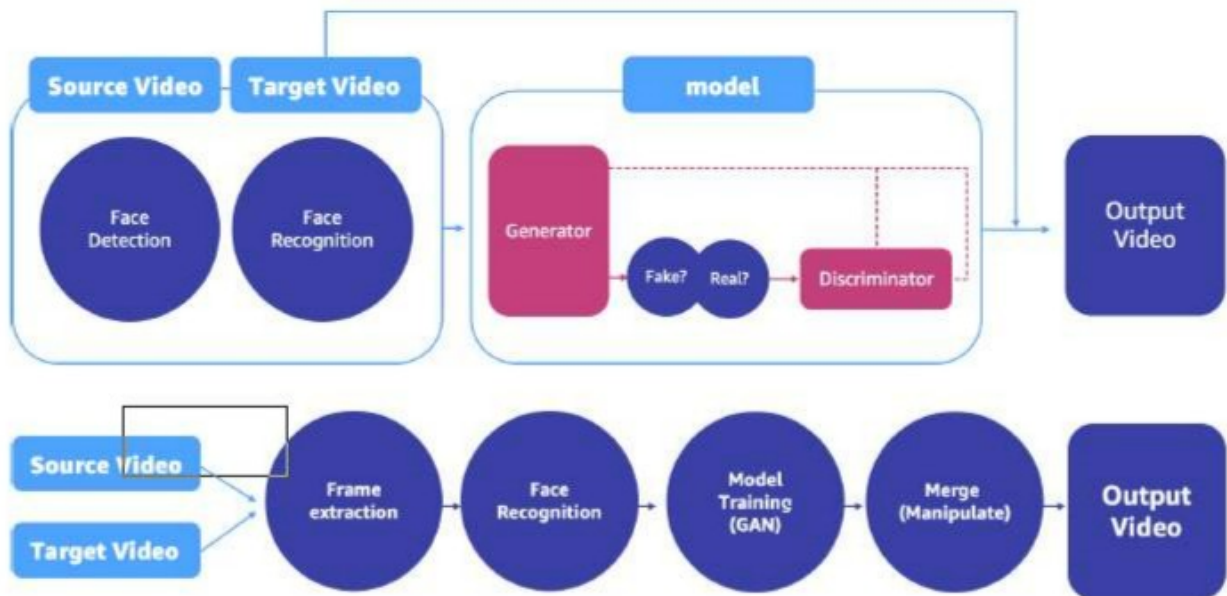 Source Video
Target Video
model
Face
Detection
Face
Recognition
Generator
Fake?
Real?
Discriminator
Output
Video
Source Video
Target Video
Frame
extraction
Face
Recognition
Model
Training
(GAN)
Merge
(Manipulate)
Output
Video